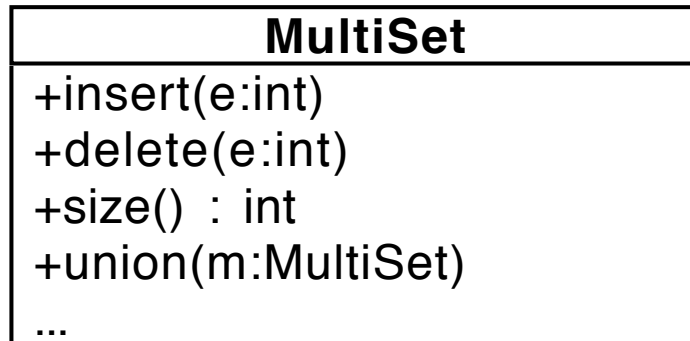 MultiSet
+insert(e:int)
+delete(e:int)
+size() : int
+union(m:MultiSet)
...